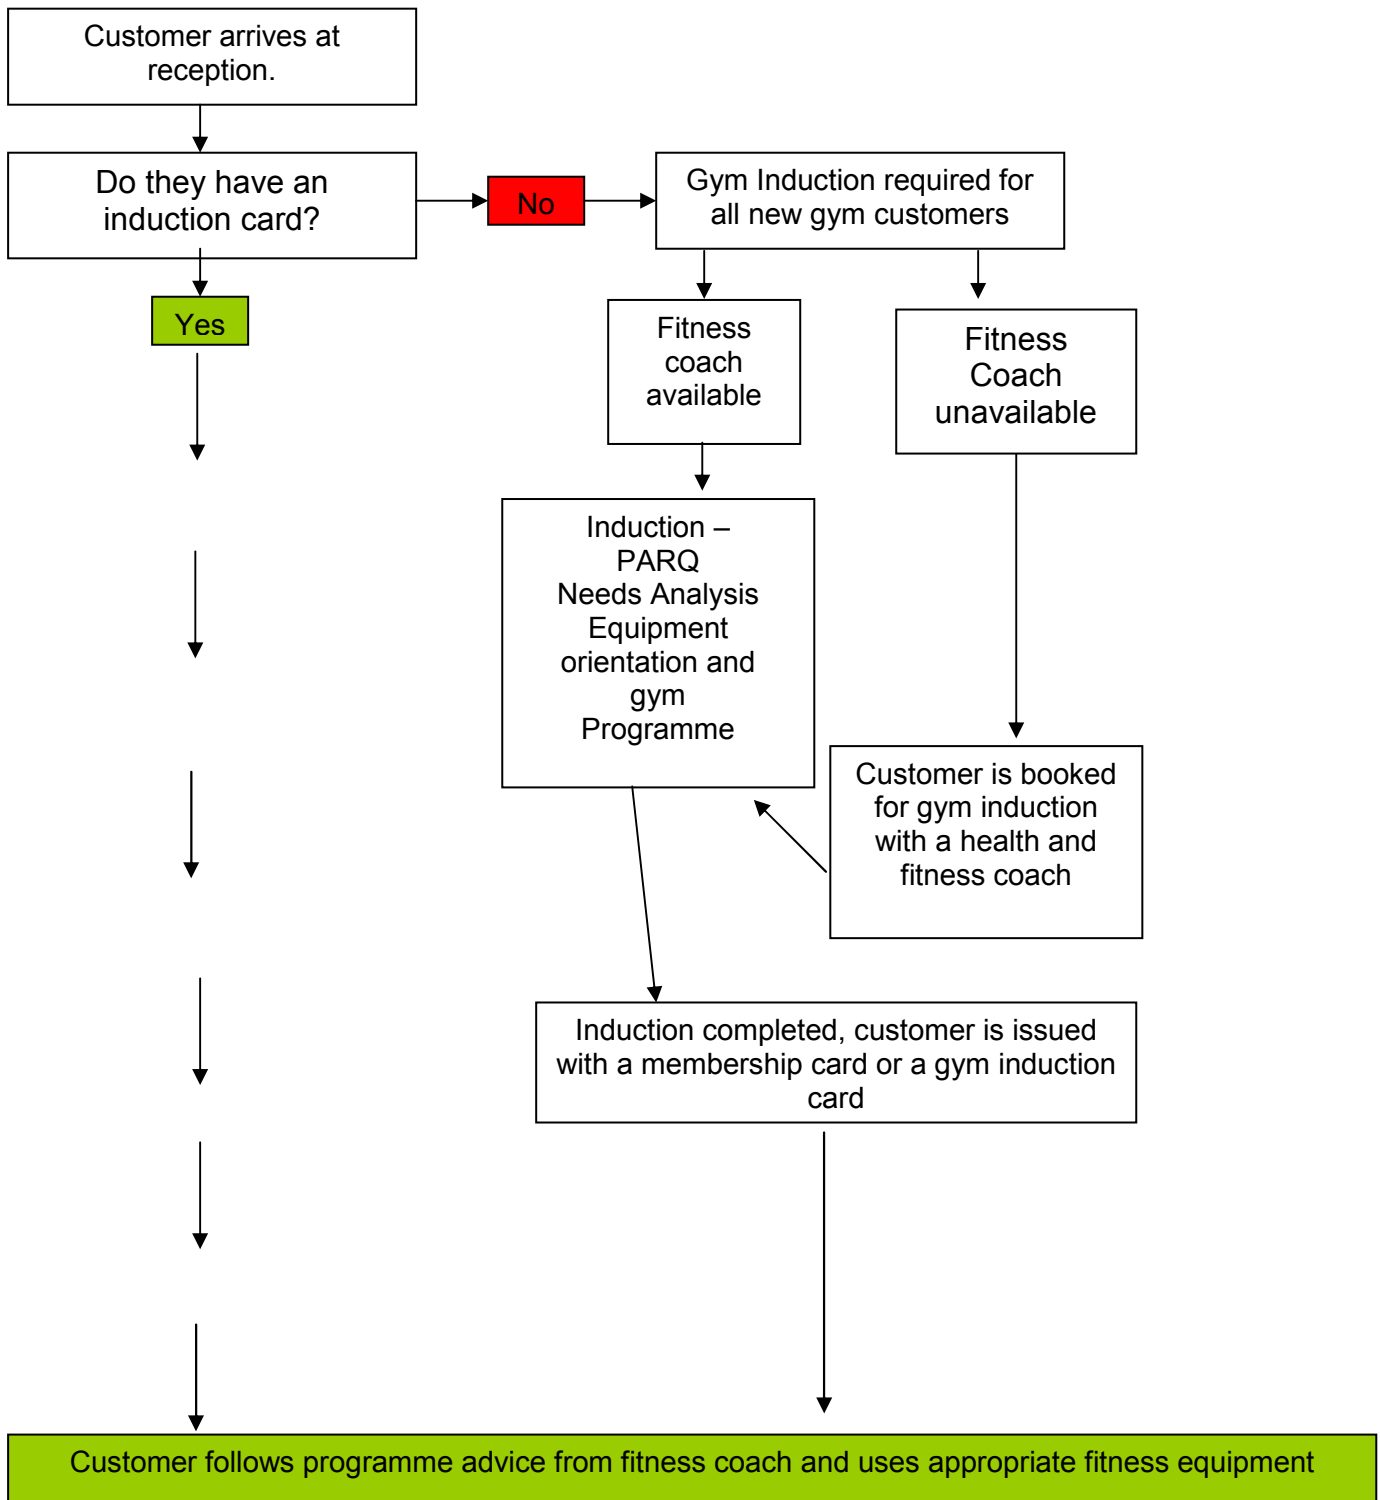 Customer arrives at
reception.
Do they have an
induction card?
No
Gym Induction required for
all new gym customers
Yes
Fitness
coach
available
Fitness
Coach
unavailable
Induction –
PARQ
Needs Analysis
Equipment
orientation and
gym
Programme
Customer is booked
for gym induction
with a health and
fitness coach
Induction completed, customer is issued
with a membership card or a gym induction
card
Customer follows programme advice from fitness coach and uses appropriate fitness equipment